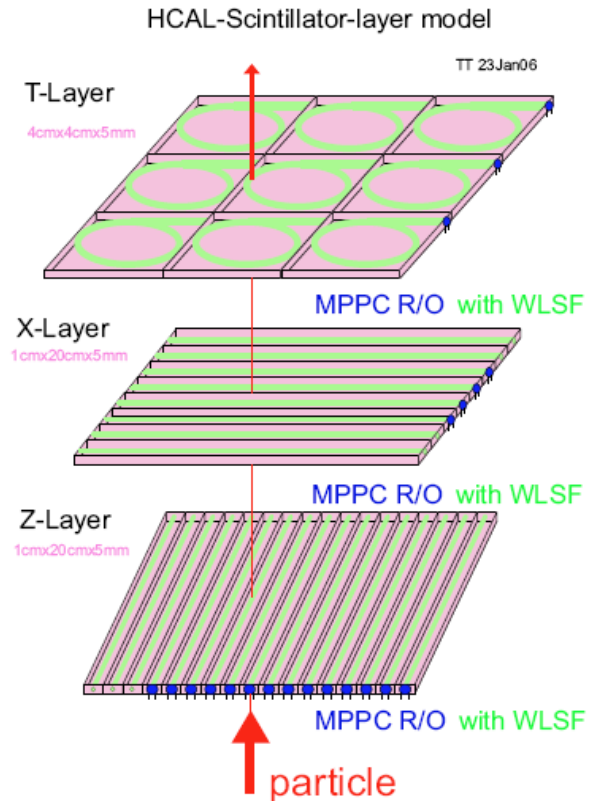 HCAL-Scintillator-layer model
TT 23Jan06
T-Layer
4cmx4cmx5mm
MPPC R/O with WLSF
X-Layer
1cmx20cmx5mm
MPPC R/O with WLSF
Z-Layer
1cmx20cmx5mm
MPPC R/O with WLSF
particle